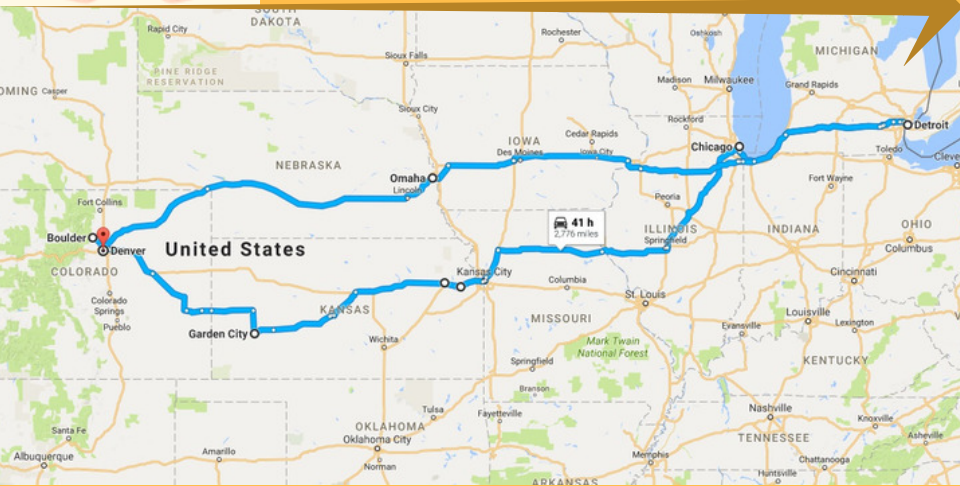 SOUTH
DAKOTA
Rapid City
Rochester
Oshkosh
MICHIGAN
Sioux Falls
PINE RIDGE
RESERVATION
Madison
Milwaukee
Grand Rapids
OMING
Casper
Sioux City
Rockford
Detroit
IOWA
Cedar Rapids
Des Moines
Iowa City
Chicago
Toledo
Cleve
NEBRASKA
Omaha
Lincoln
Fort Wayne
Fort Collins
Peoria
Boulder
Denver
United States
41 h
2,776 miles
ILLINOIS
Springfield
INDIANA
OHIO
Columbus
COLORADO
Kansas City
Columbia
Cincinnati
Colorado
Springs
St. Louis
Pueblo
KANSAS
Garden City
MISSOURI
Louisville
Lexington
Evansville
Wichita
Mark Twain
National Forest
KENTUCKY
Springfield
Branson
Tulsa
Fayetteville
Nashville
Knoxville
OKLAHOMA
Oklahoma City
TENNESSEE
Asheville
Santa Fe
Albuquerque
Amarillo
Norman
Memphis
Chattanooga
Huntsville
ARKANSAS